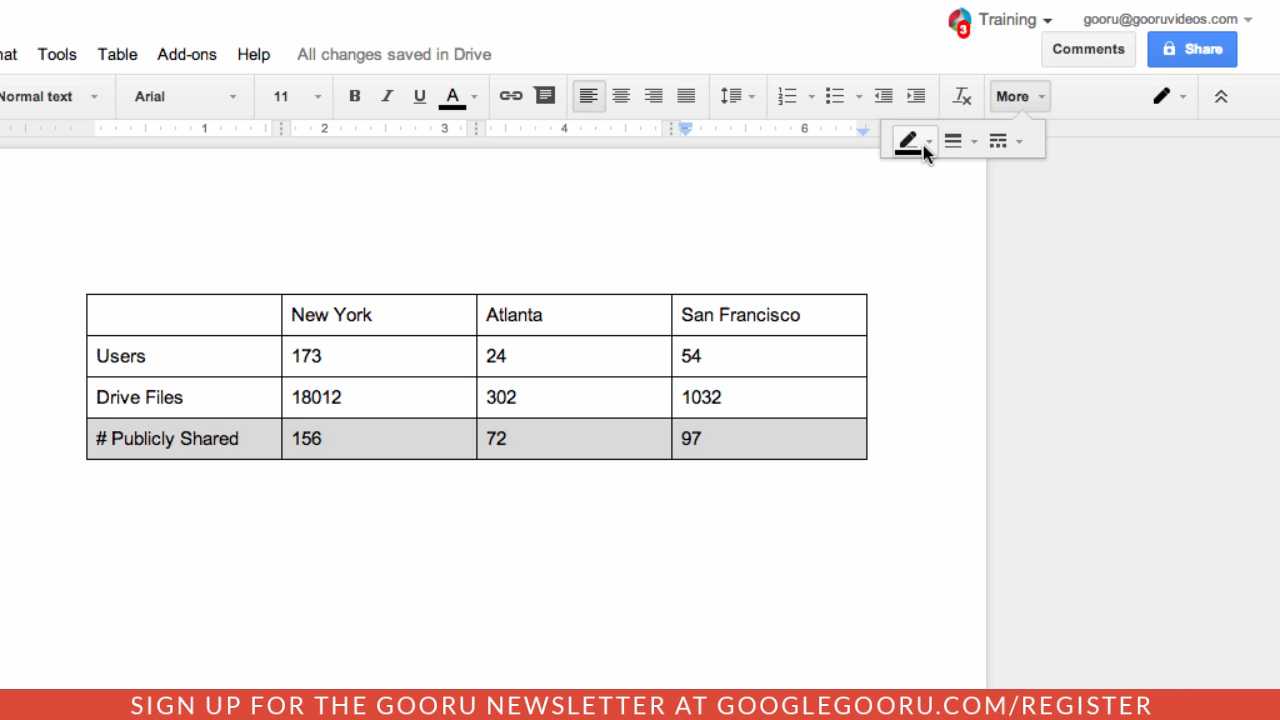 Training gooru@gooruvideos.com
3
mat Tools Table Add-ons Help All changes saved in Drive Comments Share
Normal text Arial 11 B I U A More
1 2 3 4 6
New York Atlanta San Francisco
Users 173 24 54
Drive Files 18012 302 1032
# Publicly Shared 156 72 97
SIGN UP FOR THE GOORU NEWSLETTER AT GOOGLEGOORU.COM/REGISTER